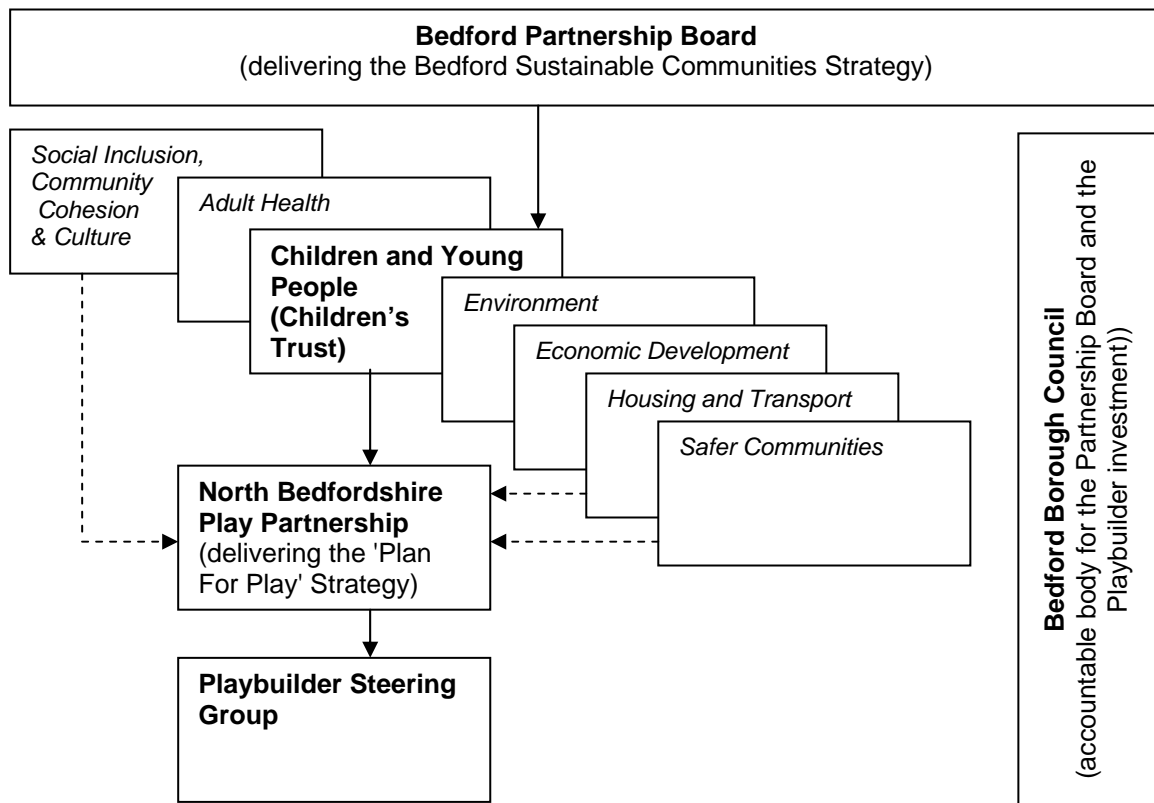 Bedford Partnership Board
(delivering the Bedford Sustainable Communities Strategy)
Social Inclusion,
Community
Cohesion
& Culture
Adult Health
Children and Young
People
(Children's
Trust)
Environment
Economic Development
Housing and Transport
Safer Communities
North Bedfordshire
Play Partnership
(delivering the 'Plan
For Play' Strategy)
Playbuilder Steering
Group
Bedford Borough Council
(accountable body for the Partnership Board and the
Playbuilder investment))